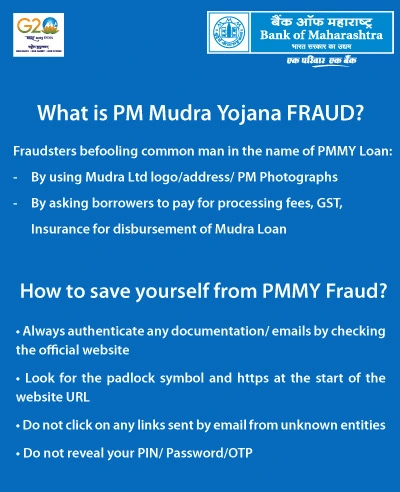 G20
बैंक ऑफ महाराष्ट्र
Bank of Maharashtra
भारत सरकार का उद्यम
एक परिवार एक बैंक
What is PM Mudra Yojana FRAUD?
Fraudsters befooling common man in the name of PMMY Loan:
- By using Mudra Ltd logo/address/ PM Photographs
- By asking borrowers to pay for processing fees, GST,
Insurance for disbursement of Mudra Loan
How to save yourself from PMMY Fraud?
• Always authenticate any documentation/ emails by checking
the official website
• Look for the padlock symbol and https at the start of the
website URL
• Do not click on any links sent by email from unknown entities
• Do not reveal your PIN/ Password/OTP